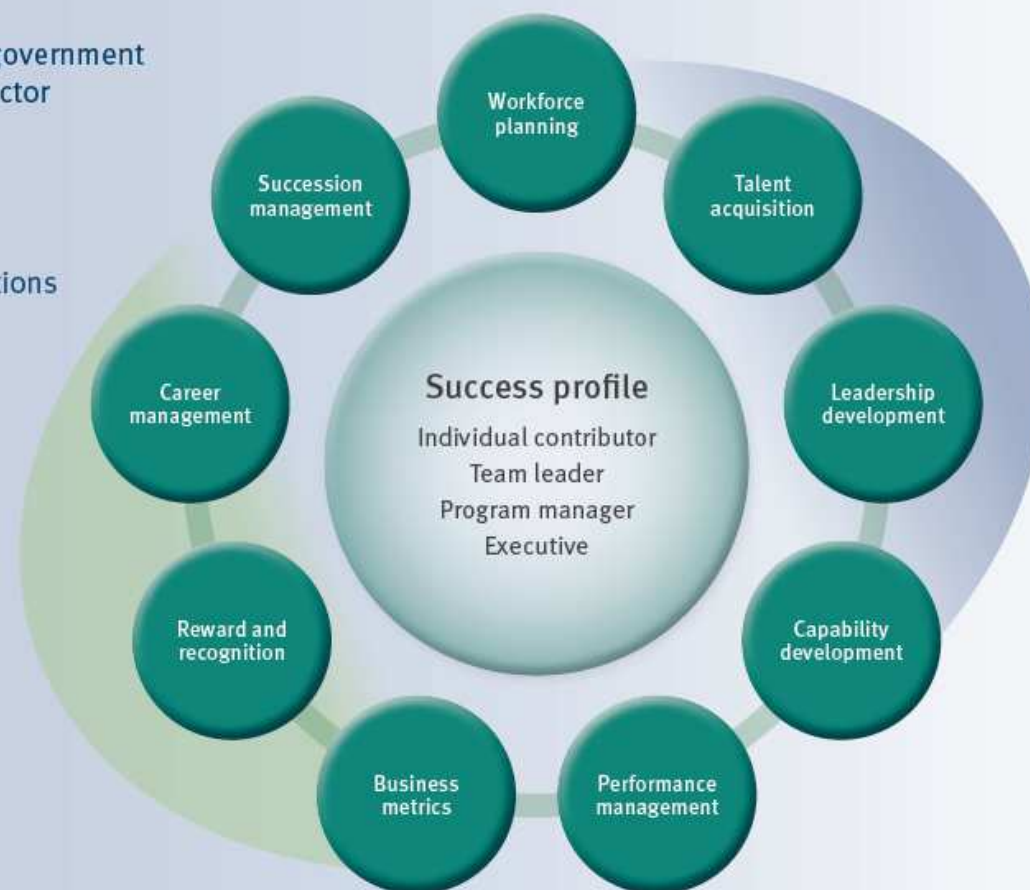 government
ctor
tions
Workforce
planning
Talent
acquisition
Leadership
development
Capability
development
Performance
management
Business
metrics
Reward and
recognition
Career
management
Succession
management
Success profile
Individual contributor
Team leader
Program manager
Executive